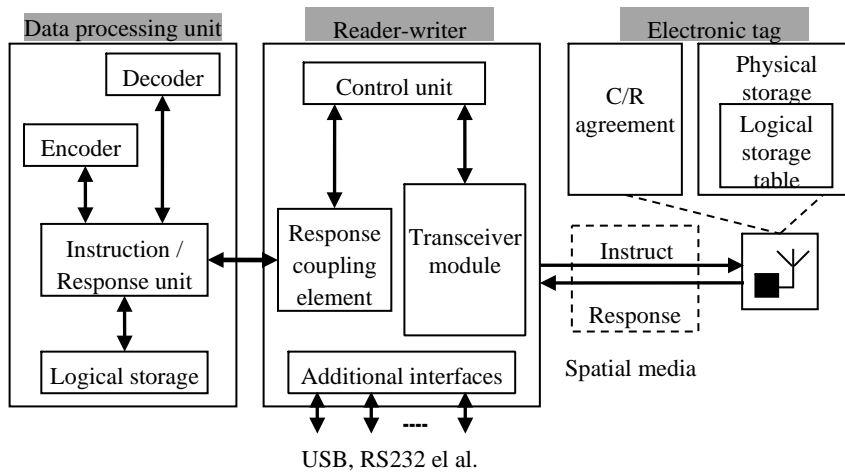 Data processing unit
Decoder
Encoder
Instruction /
Response unit
Logical storage
Reader-writer
Control unit
Response
coupling
element
Transceiver
module
Additional interfaces
USB, RS232 el al.
Electronic tag
C/R
agreement
Physical
storage
Logical
storage
table
Instruct
Response
Spatial media